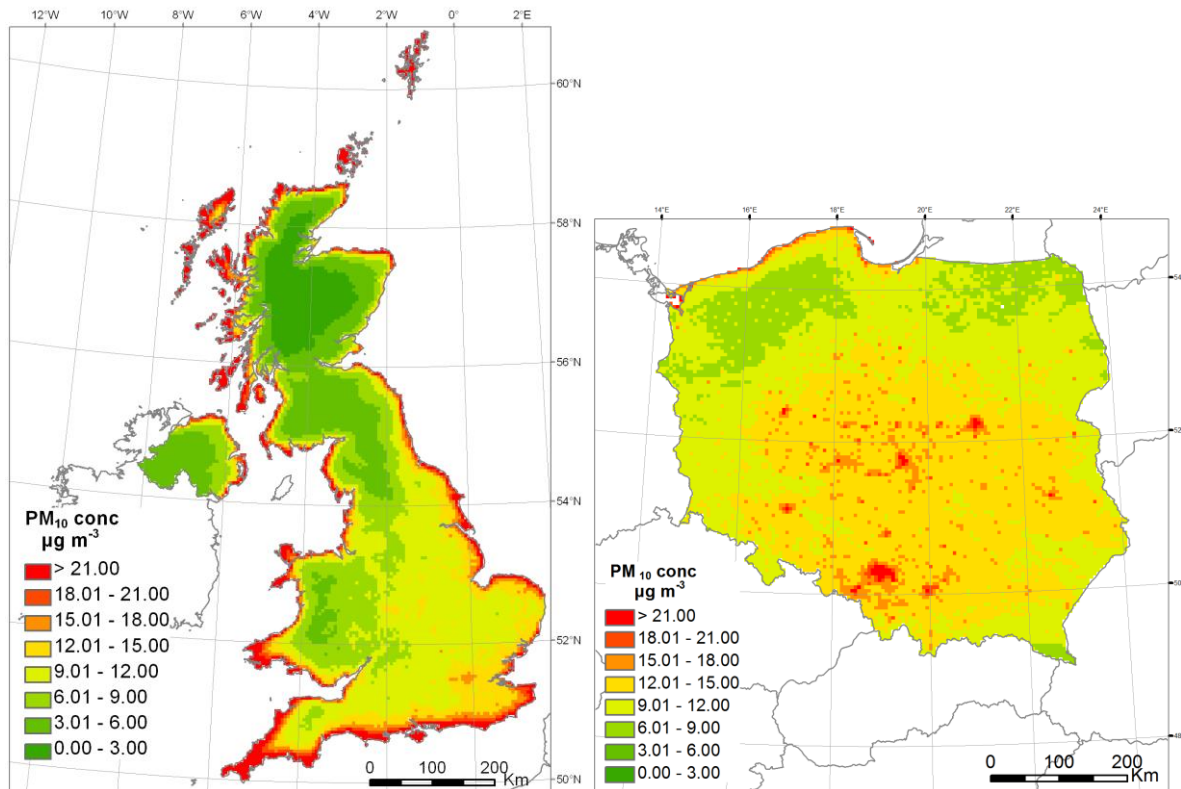 12°W 10°W 8°W 6°W 4°W 2°W 0° 2°E
60°N
58°N
56°N
54°N
52°N
50°N
PM₁₀ conc
µg m⁻³
> 21.00
18.01 - 21.00
15.01 - 18.00
12.01 - 15.00
9.01 - 12.00
6.01 - 9.00
3.01 - 6.00
0.00 - 3.00
0 100 200
Km
14°E 16°E 18°E 20°E 22°E 24°E
54°N
52°N
50°N
48°N
PM ₁₀ conc
µg m⁻³
> 21.00
18.01 - 21.00
15.01 - 18.00
12.01 - 15.00
9.01 - 12.00
6.01 - 9.00
3.01 - 6.00
0.00 - 3.00
0 100 200
Km